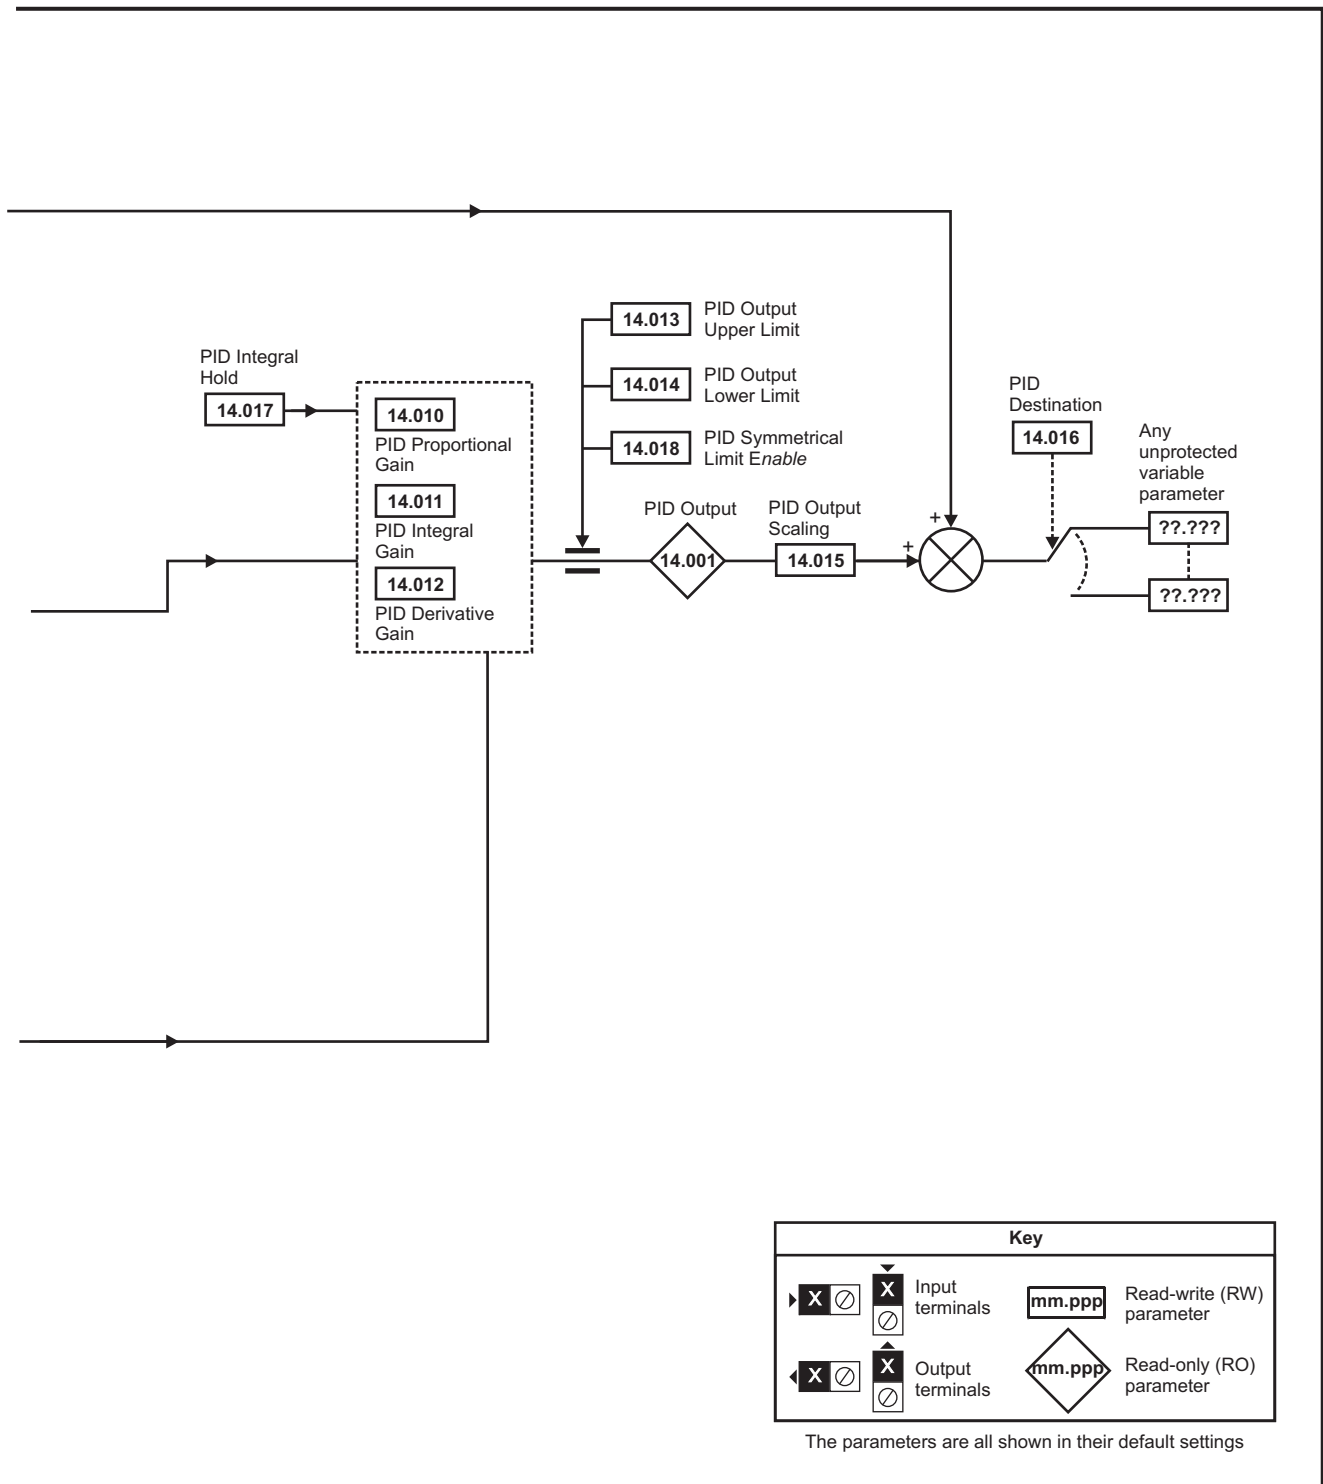 PID Integral
Hold
14.017
14.010
PID Proportional
Gain
14.011
PID Integral
Gain
14.012
PID Derivative
Gain
14.013
PID Output
Upper Limit
14.014
PID Output
Lower Limit
14.018
PID Symmetrical
Limit Enable
PID Output
14.001
PID Output
Scaling
14.015
+
+
PID
Destination
14.016
Any
unprotected
variable
parameter
??.???
??.???
Key
X
X
Input
terminals
mm.ppp
Read-write (RW)
parameter
X
X
Output
terminals
mm.ppp
Read-only (RO)
parameter
The parameters are all shown in their default settings